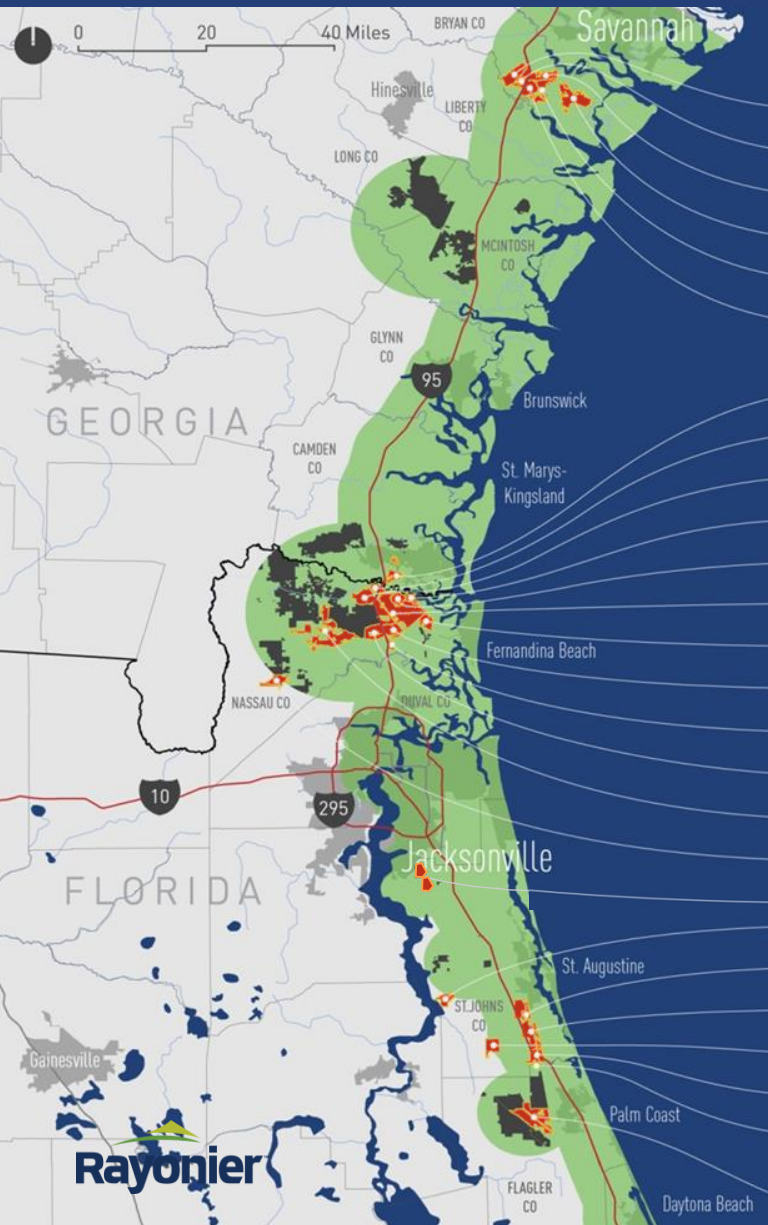 0 20 40 Miles
BRYAN CO
Savannah
Hinesville
LIBERTY
CO
LONG CO
MCINTOSH
CO
GLYNN
CO
95
Brunswick
GEORGIA
CAMDEN
CO
St. Marys-
Kingsland
Fernandina Beach
NASSAU CO
DUVAL CO
10
295
Jacksonville
FLORIDA
St. Augustine
ST.JOHNS
CO
Gainesville
Palm Coast
Rayonier
FLAGLER
CO
Daytona Beach